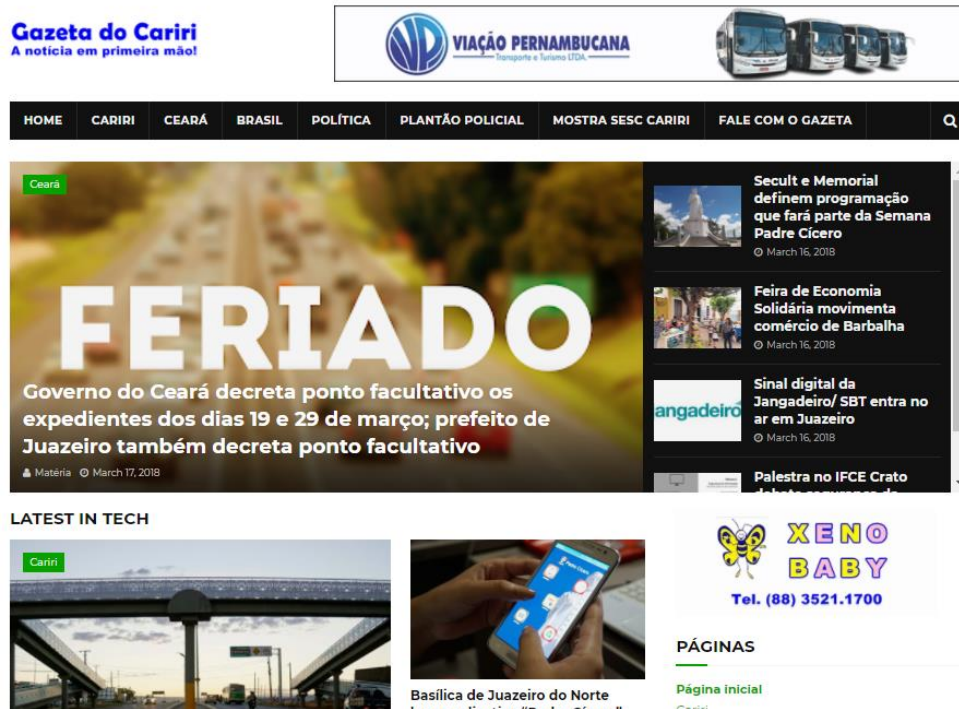 Gazeta do Cariri
A notícia em primeira mão!
VIAÇÃO PERNAMBUCANA
Transporte e Turismo LTDA.
HOME CARIRI CEARÁ BRASIL POLÍTICA PLANTÃO POLICIAL MOSTRA SESC CARIRI FALE COM O GAZETA
Ceará
FERIADO
Governo do Ceará decreta ponto facultativo os
expedientes dos dias 19 e 29 de março; prefeito de
Juazeiro também decreta ponto facultativo
Matéria March 17, 2018
Secult e Memorial
definem programação
que fará parte da Semana
Padre Cícero
March 16, 2018
Feira de Economia
Solidária movimenta
comércio de Barbalha
March 16, 2018
angadeiro
Sinal digital da
Jangadeiro/ SBT entra no
ar em Juazeiro
March 16, 2018
Palestra no IFCE Crato
LATEST IN TECH
Cariri
Basílica de Juazeiro do Norte
XENO
BABY
Tel. (88) 3521.1700
PÁGINAS
Página inicial